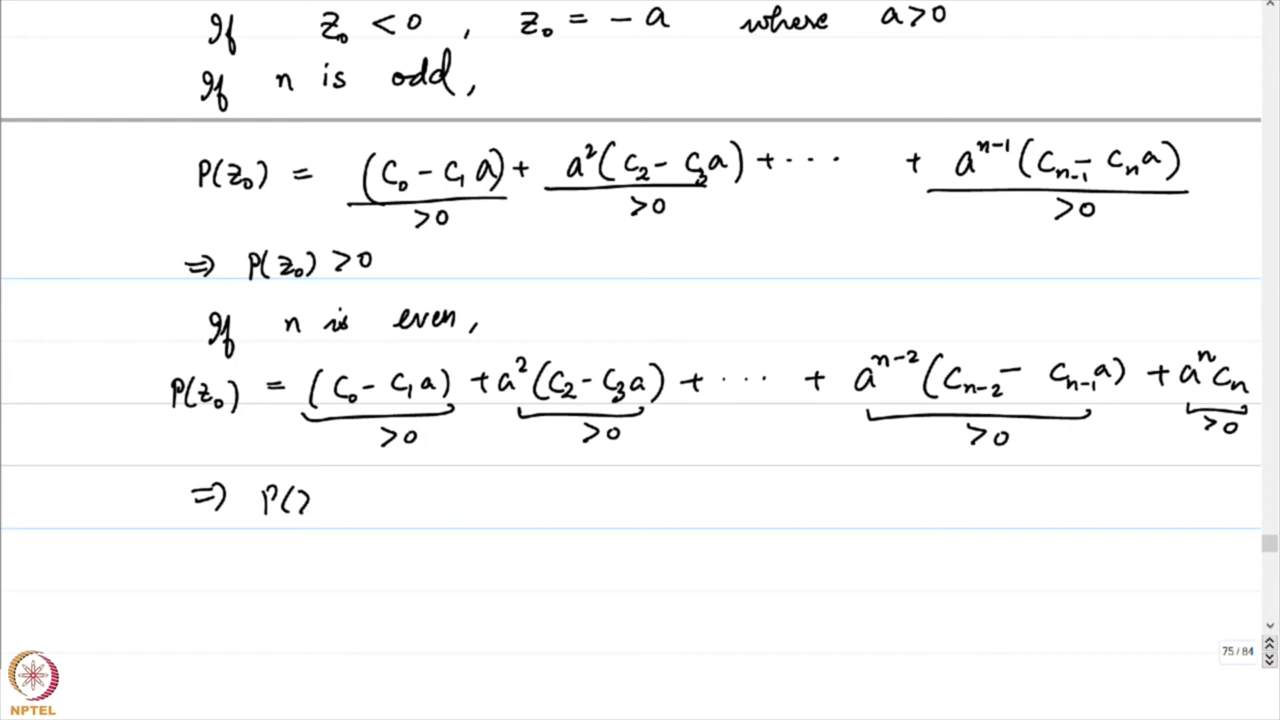 If z₀ < 0 , z₀ = -a where a>0
If n is odd,
P(z₀) = (c₀ - c₁a) + a²(c₂ - c₃a) + ··· + aⁿ⁻¹(cₙ₋₁ - cₙa)
>0 >0 >0
⇒ P(z₀) >0
If n is even,
P(z₀) = (c₀ - c₁a) + a²(c₂ - c₃a) + ··· + aⁿ⁻²(cₙ₋₂ - cₙ₋₁a) + aⁿcₙ
>0 >0 >0 >0
⇒ P(
75 / 84
NPTEL